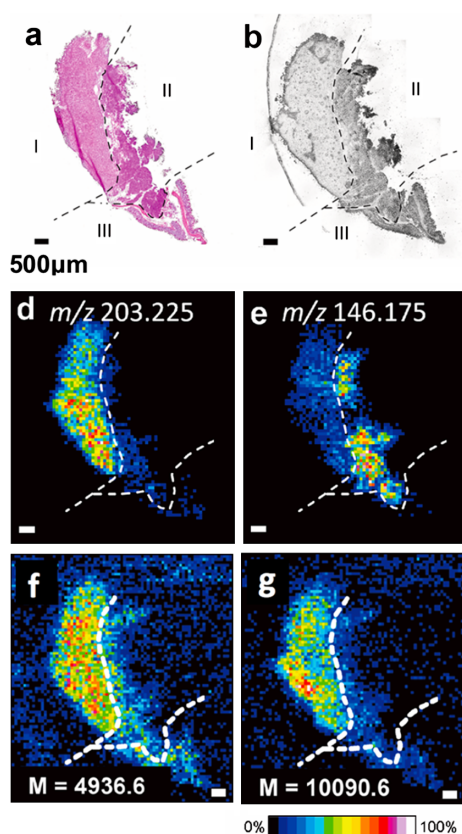 a
b
I
II
III
I
II
III
500µm
d m/z 203.225
e m/z 146.175
f
M = 4936.6
g
M = 10090.6
0% 100%